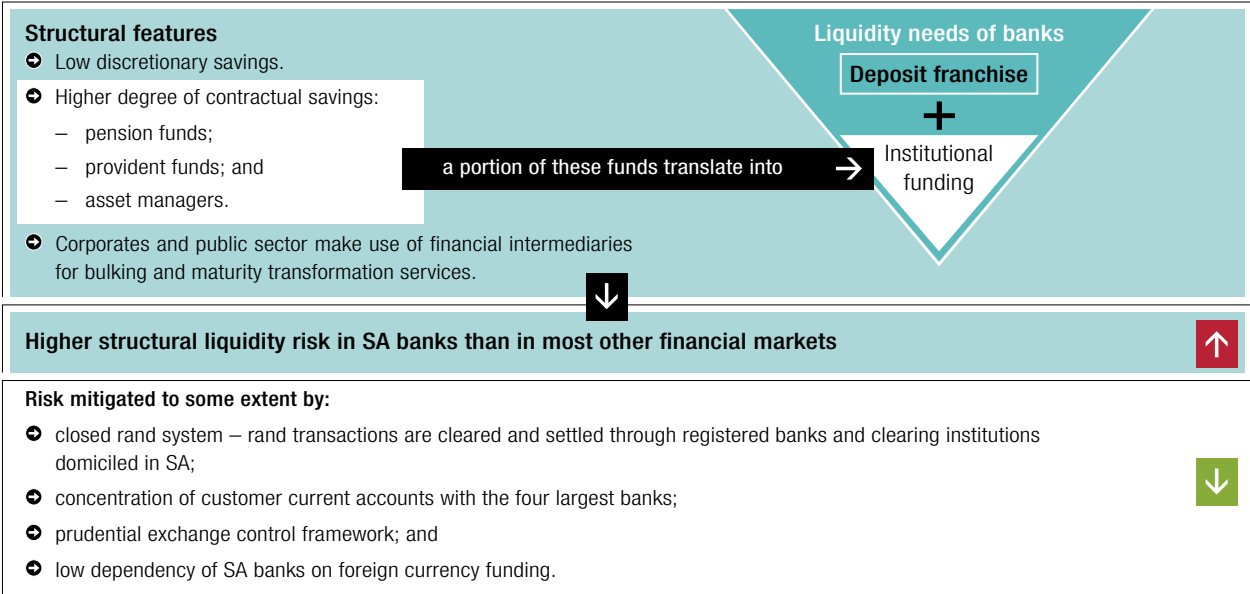 Structural features
Low discretionary savings.
Higher degree of contractual savings:
– pension funds;
– provident funds; and
– asset managers.
Corporates and public sector make use of financial intermediaries
for bulking and maturity transformation services.
a portion of these funds translate into
Liquidity needs of banks
Deposit franchise
+
Institutional
funding
Higher structural liquidity risk in SA banks than in most other financial markets
Risk mitigated to some extent by:
closed rand system – rand transactions are cleared and settled through registered banks and clearing institutions
domiciled in SA;
concentration of customer current accounts with the four largest banks;
prudential exchange control framework; and
low dependency of SA banks on foreign currency funding.